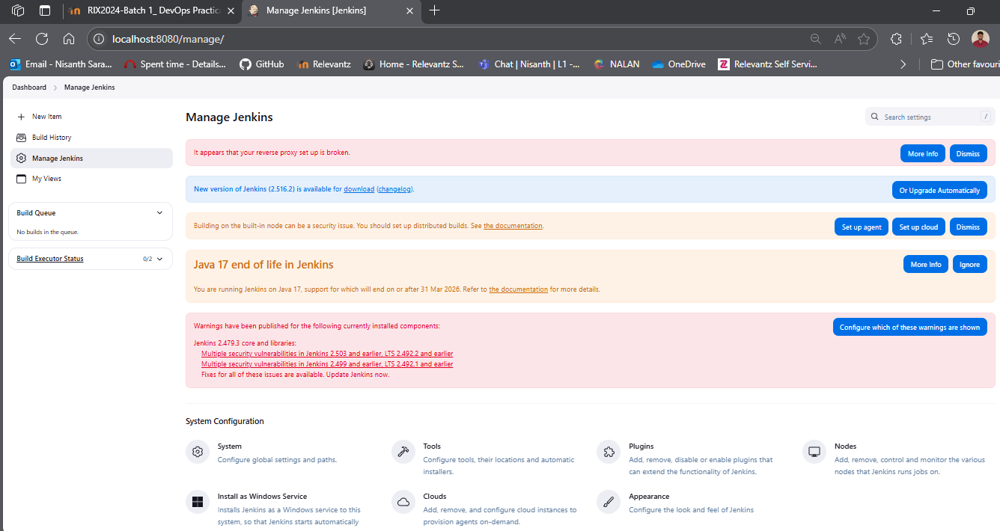 RIX2024-Batch 1_ DevOps Practic
Manage Jenkins [Jenkins]
localhost:8080/manage/
Email - Nisanth Sara...
Spent time - Details...
GitHub
Relevantz
Home - Relevantz S...
Chat | Nisanth | L1 -...
NALAN
OneDrive
Relevantz Self Servi...
Other favouri
Dashboard > Manage Jenkins
New Item
Build History
Manage Jenkins
My Views
Build Queue
No builds in the queue.
Build Executor Status 0/2
Manage Jenkins
Search settings /
It appears that your reverse proxy set up is broken.
More Info Dismiss
New version of Jenkins (2.516.2) is available for download (changelog).
Or Upgrade Automatically
Building on the built-in node can be a security issue. You should set up distributed builds. See the documentation.
Set up agent Set up cloud Dismiss
Java 17 end of life in Jenkins
More Info Ignore
You are running Jenkins on Java 17, support for which will end on or after 31 Mar 2026. Refer to the documentation for more details.
Warnings have been published for the following currently installed components:
Configure which of these warnings are shown
Jenkins 2.479.3 core and libraries:
Multiple security vulnerabilities in Jenkins 2.503 and earlier, LTS 2.492.2 and earlier
Multiple security vulnerabilities in Jenkins 2.499 and earlier, LTS 2.492.1 and earlier
Fixes for all of these issues are available. Update Jenkins now.
System Configuration
System
Configure global settings and paths.
Tools
Configure tools, their locations and automatic
installers.
Plugins
Add, remove, disable or enable plugins that
can extend the functionality of Jenkins.
Nodes
Add, remove, control and monitor the various
nodes that Jenkins runs jobs on.
Install as Windows Service
Installs Jenkins as a Windows service to this
system, so that Jenkins starts automatically
Clouds
Add, remove, and configure cloud instances to
provision agents on-demand.
Appearance
Configure the look and feel of Jenkins